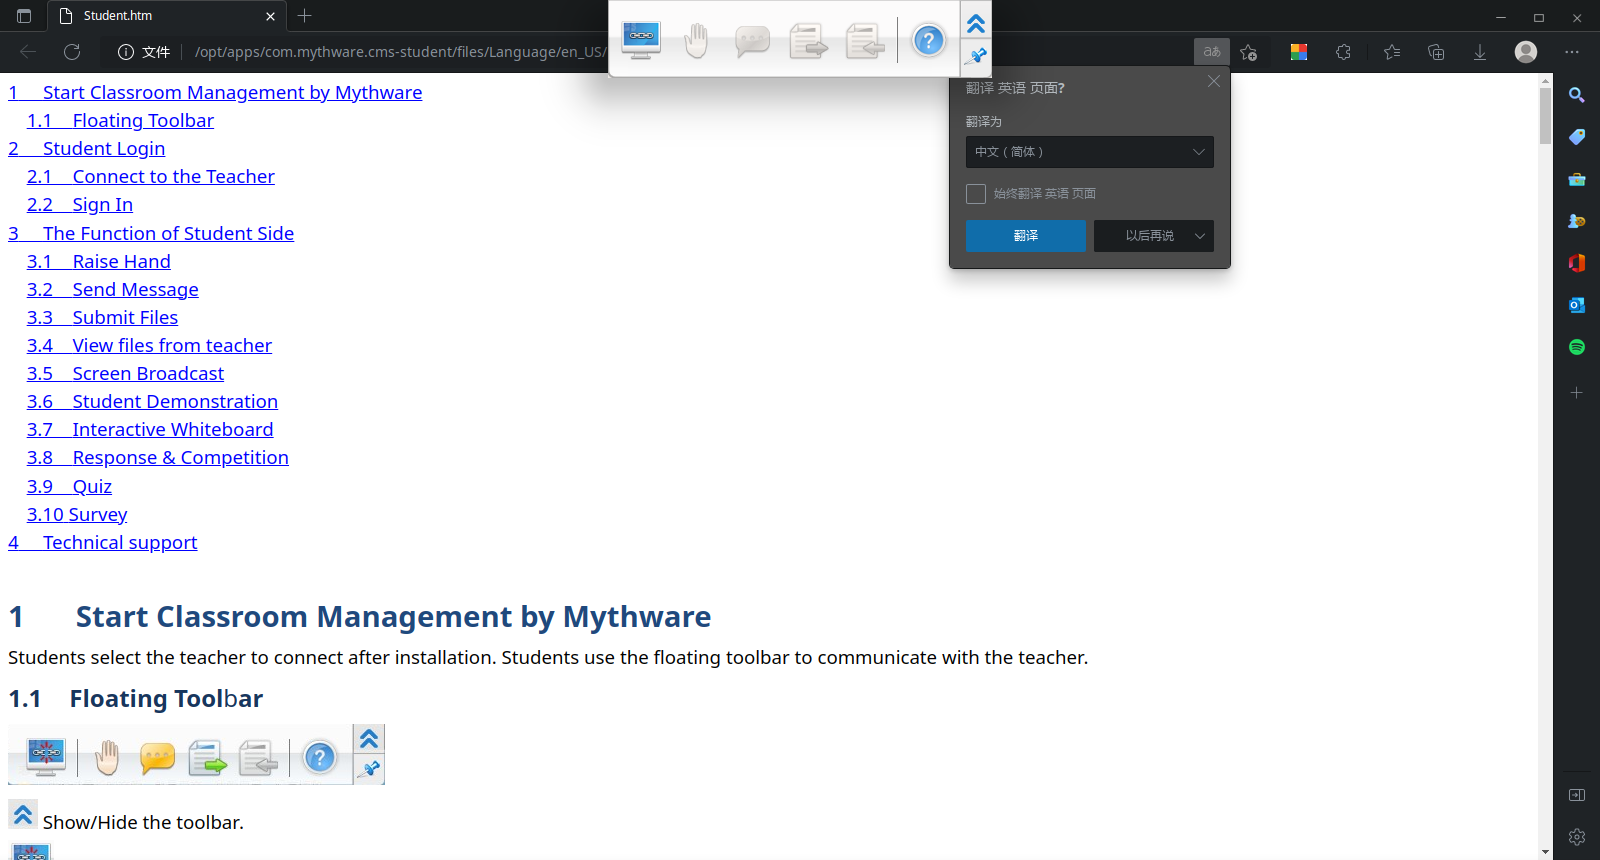 Student.htm
文件
/opt/apps/com.mythware.cms-student/files/Language/en_US/
aあ
翻译 英语 页面?
翻译为
中文（简体）
始终翻译 英语 页面
翻译
以后再说
1 Start Classroom Management by Mythware
1.1 Floating Toolbar
2 Student Login
2.1 Connect to the Teacher
2.2 Sign In
3 The Function of Student Side
3.1 Raise Hand
3.2 Send Message
3.3 Submit Files
3.4 View files from teacher
3.5 Screen Broadcast
3.6 Student Demonstration
3.7 Interactive Whiteboard
3.8 Response & Competition
3.9 Quiz
3.10 Survey
4 Technical support
1 Start Classroom Management by Mythware
Students select the teacher to connect after installation. Students use the floating toolbar to communicate with the teacher.
1.1 Floating Toolbar
Show/Hide the toolbar.